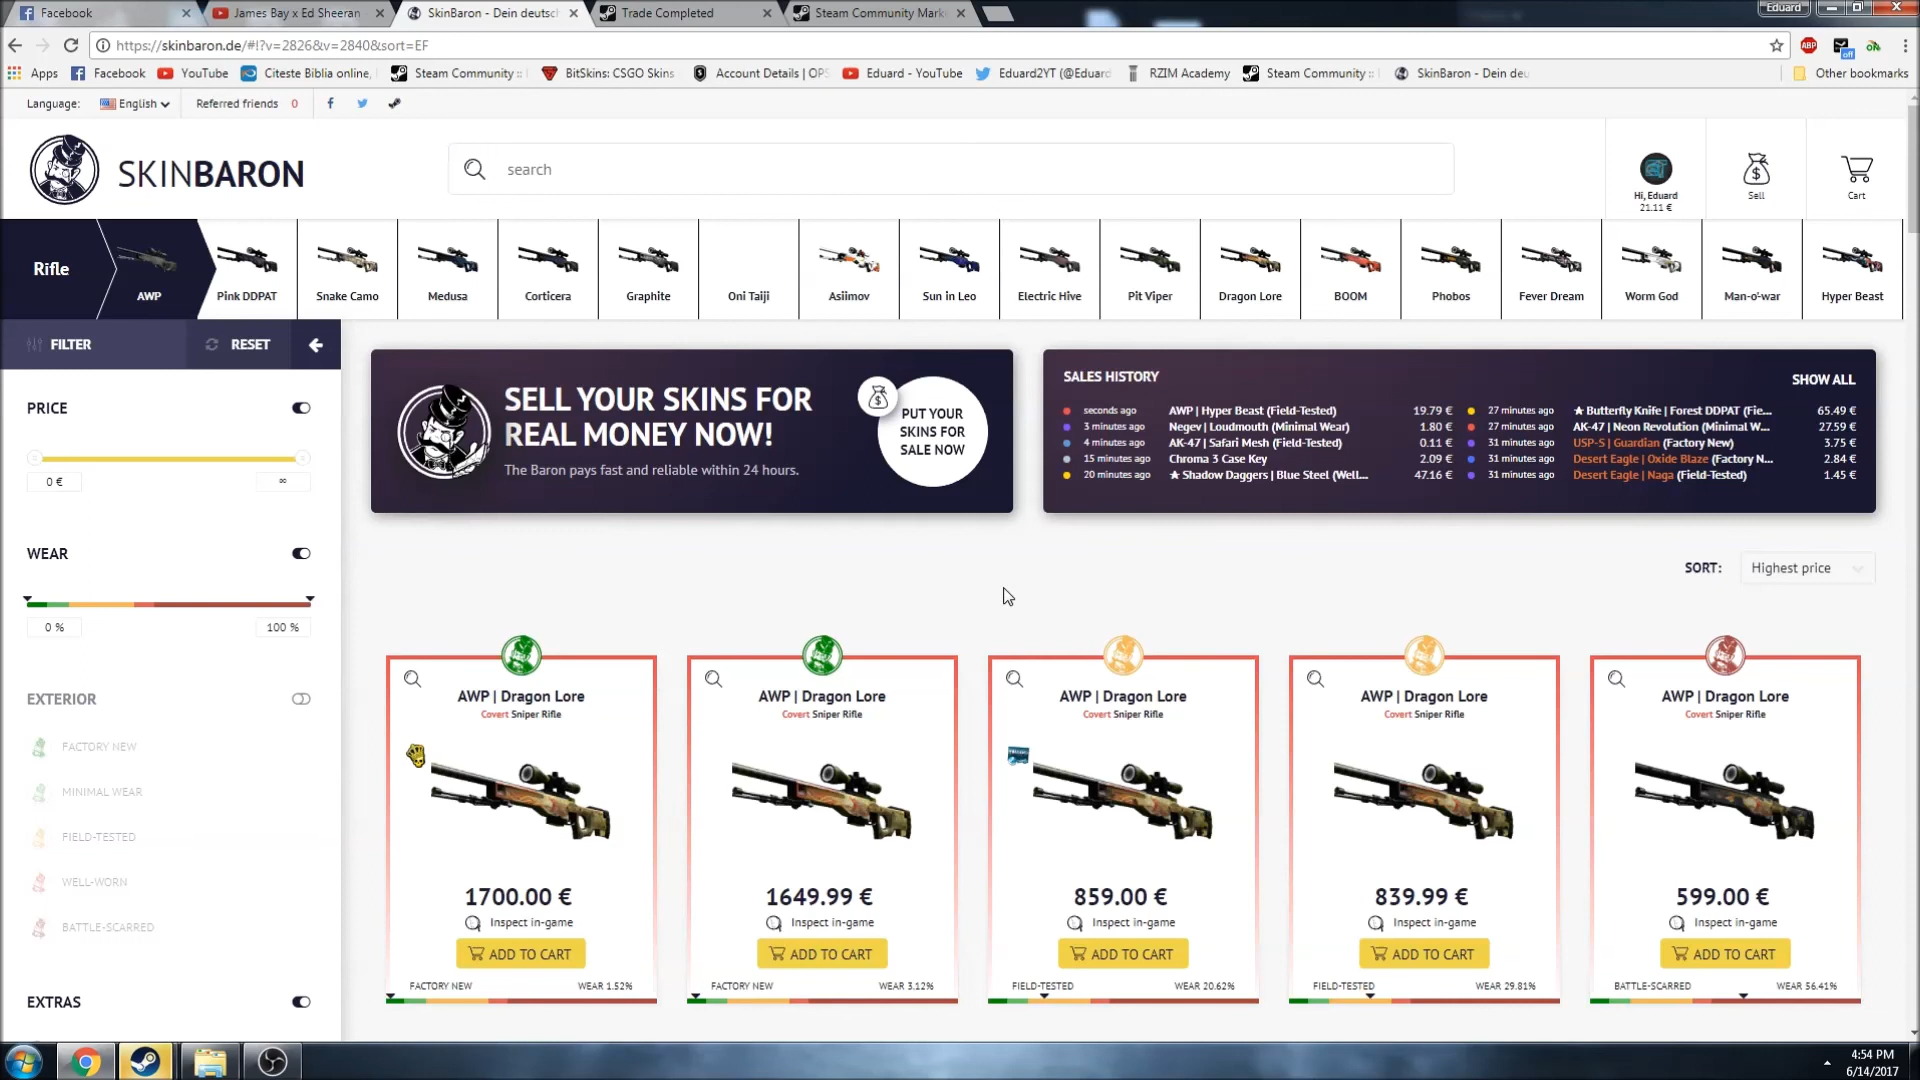 Facebook
James Bay x Ed Sheeran
SkinBaron - Dein deutsc
Trade Completed
Steam Community Mark
Eduard
https://skinbaron.de/#!?v=2826&v=2840&sort=EF
ABP
off
Apps
Facebook
YouTube
Citeste Biblia online,
Steam Community ::
BitSkins: CSGO Skins
Account Details | OPS
Eduard - YouTube
Eduard2YT (@Eduard
RZIM Academy
Steam Community ::
SkinBaron - Dein deu
Other bookmarks
Language:
English
Referred friends 0
SKINBARON
search
Hi, Eduard
21.11 €
Sell
Cart
Rifle
AWP
Pink DDPAT
Snake Camo
Medusa
Corticera
Graphite
Oni Taiji
Asiimov
Sun in Leo
Electric Hive
Pit Viper
Dragon Lore
BOOM
Phobos
Fever Dream
Worm God
Man-o'-war
Hyper Beast
FILTER
RESET
PRICE
0 €
∞
WEAR
0 %
100 %
EXTERIOR
FACTORY NEW
MINIMAL WEAR
FIELD-TESTED
WELL-WORN
BATTLE-SCARRED
EXTRAS
SELL YOUR SKINS FOR
REAL MONEY NOW!
The Baron pays fast and reliable within 24 hours.
PUT YOUR
SKINS FOR
SALE NOW
SALES HISTORY
SHOW ALL
seconds ago AWP | Hyper Beast (Field-Tested) 19.79 €
3 minutes ago Negev | Loudmouth (Minimal Wear) 1.80 €
4 minutes ago AK-47 | Safari Mesh (Field-Tested) 0.11 €
15 minutes ago Chroma 3 Case Key 2.09 €
20 minutes ago ★ Shadow Daggers | Blue Steel (Well... 47.16 €
27 minutes ago ★ Butterfly Knife | Forest DDPAT (Fie... 65.49 €
27 minutes ago AK-47 | Neon Revolution (Minimal W... 27.59 €
31 minutes ago USP-S | Guardian (Factory New) 3.75 €
31 minutes ago Desert Eagle | Oxide Blaze (Factory N... 2.84 €
31 minutes ago Desert Eagle | Naga (Field-Tested) 1.45 €
SORT:
Highest price
AWP | Dragon Lore
Covert Sniper Rifle
1700.00 €
Inspect in-game
ADD TO CART
FACTORY NEW
WEAR 1.52%
AWP | Dragon Lore
Covert Sniper Rifle
1649.99 €
Inspect in-game
ADD TO CART
FACTORY NEW
WEAR 3.12%
AWP | Dragon Lore
Covert Sniper Rifle
859.00 €
Inspect in-game
ADD TO CART
FIELD-TESTED
WEAR 20.62%
AWP | Dragon Lore
Covert Sniper Rifle
839.99 €
Inspect in-game
ADD TO CART
FIELD-TESTED
WEAR 29.81%
AWP | Dragon Lore
Covert Sniper Rifle
599.00 €
Inspect in-game
ADD TO CART
BATTLE-SCARRED
WEAR 56.41%
4:54 PM
6/14/2017